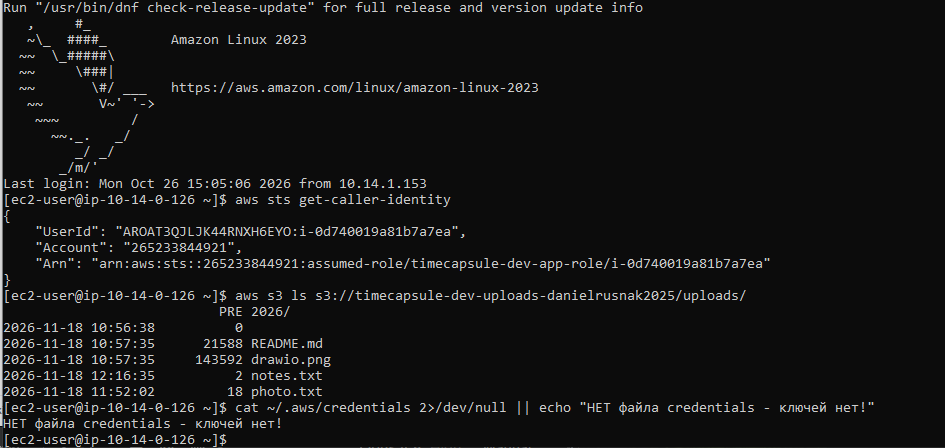 Run "/usr/bin/dnf check-release-update" for full release and version update info
   ,     #_
   ~\_  ####_        Amazon Linux 2023
  ~~  \_#####\
  ~~     \###|
  ~~       \#/ ___   https://aws.amazon.com/linux/amazon-linux-2023
   ~~       V~' '->
    ~~~         /
      ~~._.   _/
         _/ _/
       _/m/'
Last login: Mon Oct 26 15:05:06 2026 from 10.14.1.153
[ec2-user@ip-10-14-0-126 ~]$ aws sts get-caller-identity
{
    "UserId": "AROAT3QJLJK44RNXH6EYO:i-0d740019a81b7a7ea",
    "Account": "265233844921",
    "Arn": "arn:aws:sts::265233844921:assumed-role/timecapsule-dev-app-role/i-0d740019a81b7a7ea"
}
[ec2-user@ip-10-14-0-126 ~]$ aws s3 ls s3://timecapsule-dev-uploads-danielrusnak2025/uploads/
                           PRE 2026/
2026-11-18 10:56:38          0
2026-11-18 10:57:35      21588 README.md
2026-11-18 10:57:35     143592 drawio.png
2026-11-18 12:16:35          2 notes.txt
2026-11-18 11:52:02         18 photo.txt
[ec2-user@ip-10-14-0-126 ~]$ cat ~/.aws/credentials 2>/dev/null || echo "НЕТ файла credentials - ключей нет!"
НЕТ файла credentials - ключей нет!
[ec2-user@ip-10-14-0-126 ~]$